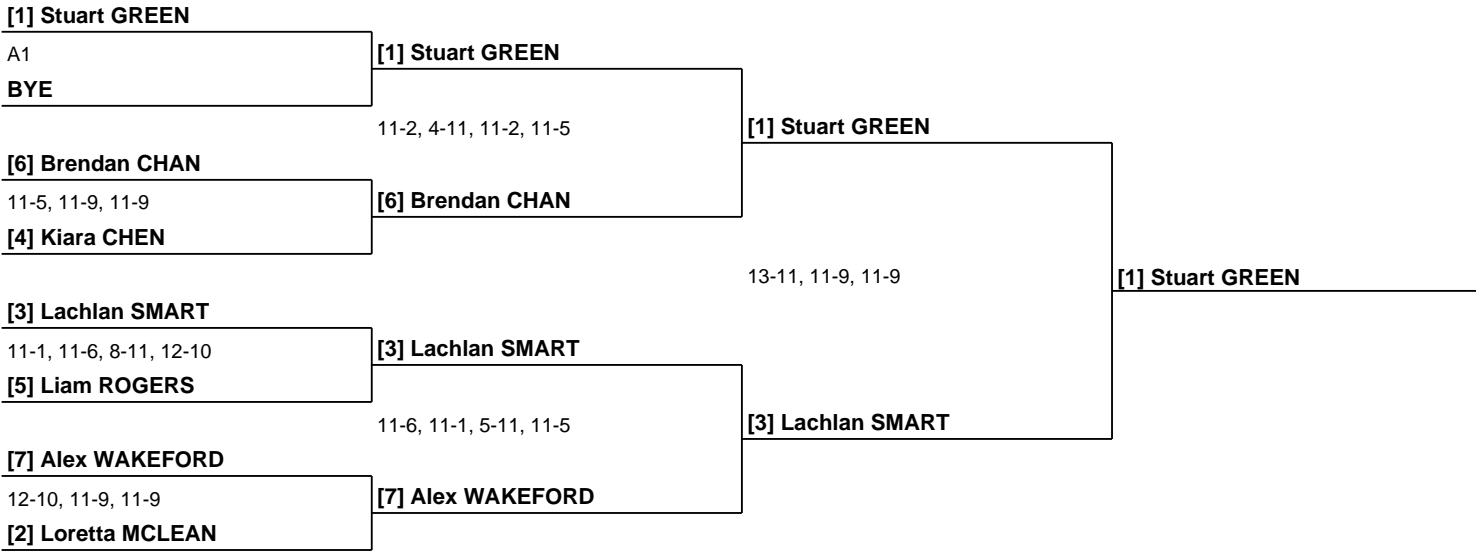 [1] Stuart GREEN
A1
BYE
[1] Stuart GREEN
11-2, 4-11, 11-2, 11-5
[1] Stuart GREEN
[6] Brendan CHAN
11-5, 11-9, 11-9
[4] Kiara CHEN
[6] Brendan CHAN
13-11, 11-9, 11-9
[1] Stuart GREEN
[3] Lachlan SMART
11-1, 11-6, 8-11, 12-10
[5] Liam ROGERS
[3] Lachlan SMART
11-6, 11-1, 5-11, 11-5
[3] Lachlan SMART
[7] Alex WAKEFORD
12-10, 11-9, 11-9
[2] Loretta MCLEAN
[7] Alex WAKEFORD